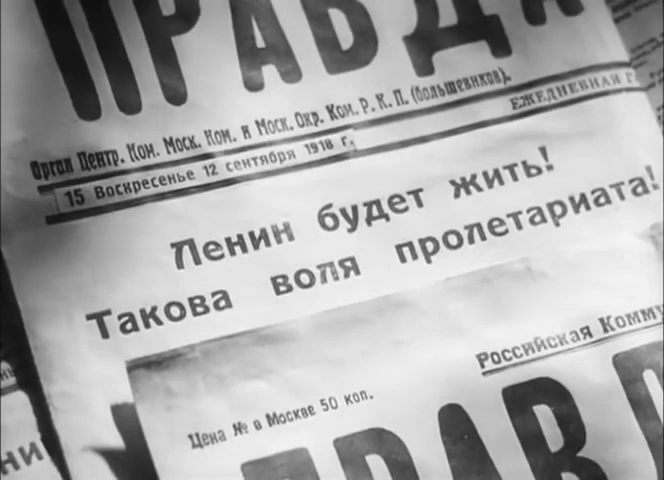 ПРАВДА
Орган Центр. Ком. Моск. Ком. и Моск. Окр. Ком. Р. К. П. (большевиков).
ЕЖЕДНЕВНАЯ Г
15 Воскресенье 12 сентября 1918 г.
Ленин будет жить!
Такова воля пролетариата!
Российская Комму
Цена № в Москве 50 коп.
ПРАВД
НИ